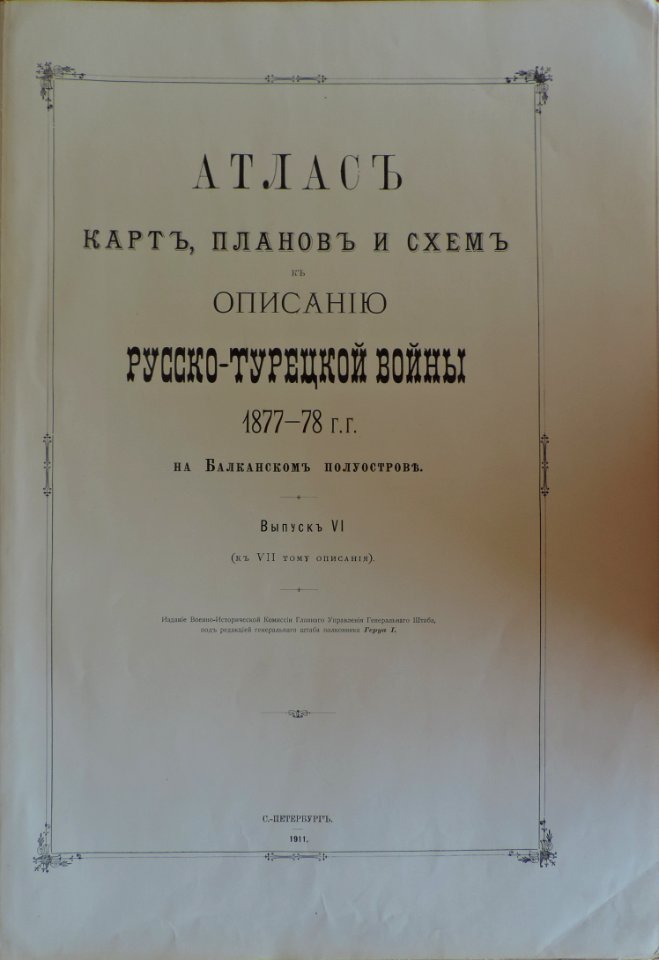 АТЛАСЪ
КАРТЪ, ПЛАНОВЪ И СХЕМЪ
КЪ
ОПИСАНІЮ
РУССКО-ТУРЕЦКОЙ ВОЙНЫ
1877—78 Г.Г.
НА БАЛКАНСКОМЪ ПОЛУОСТРОВѢ.
Выпускъ VI
(КЪ VII ТОМУ ОПИСАНІЯ).
Изданіе Военно-Исторической Комиссіи Главнаго Управленія Генеральнаго Штаба,
подъ редакціей генеральнаго штаба полковника Геруа I.
С.-ПЕТЕРБУРГЪ.
1911.